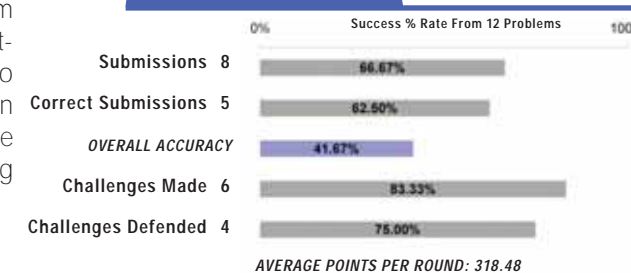 m
t-
o
n
e
g
0% Success % Rate From 12 Problems 100
Submissions 8 66.67%
Correct Submissions 5 62.50%
OVERALL ACCURACY 41.67%
Challenges Made 6 83.33%
Challenges Defended 4 75.00%
AVERAGE POINTS PER ROUND: 318.48